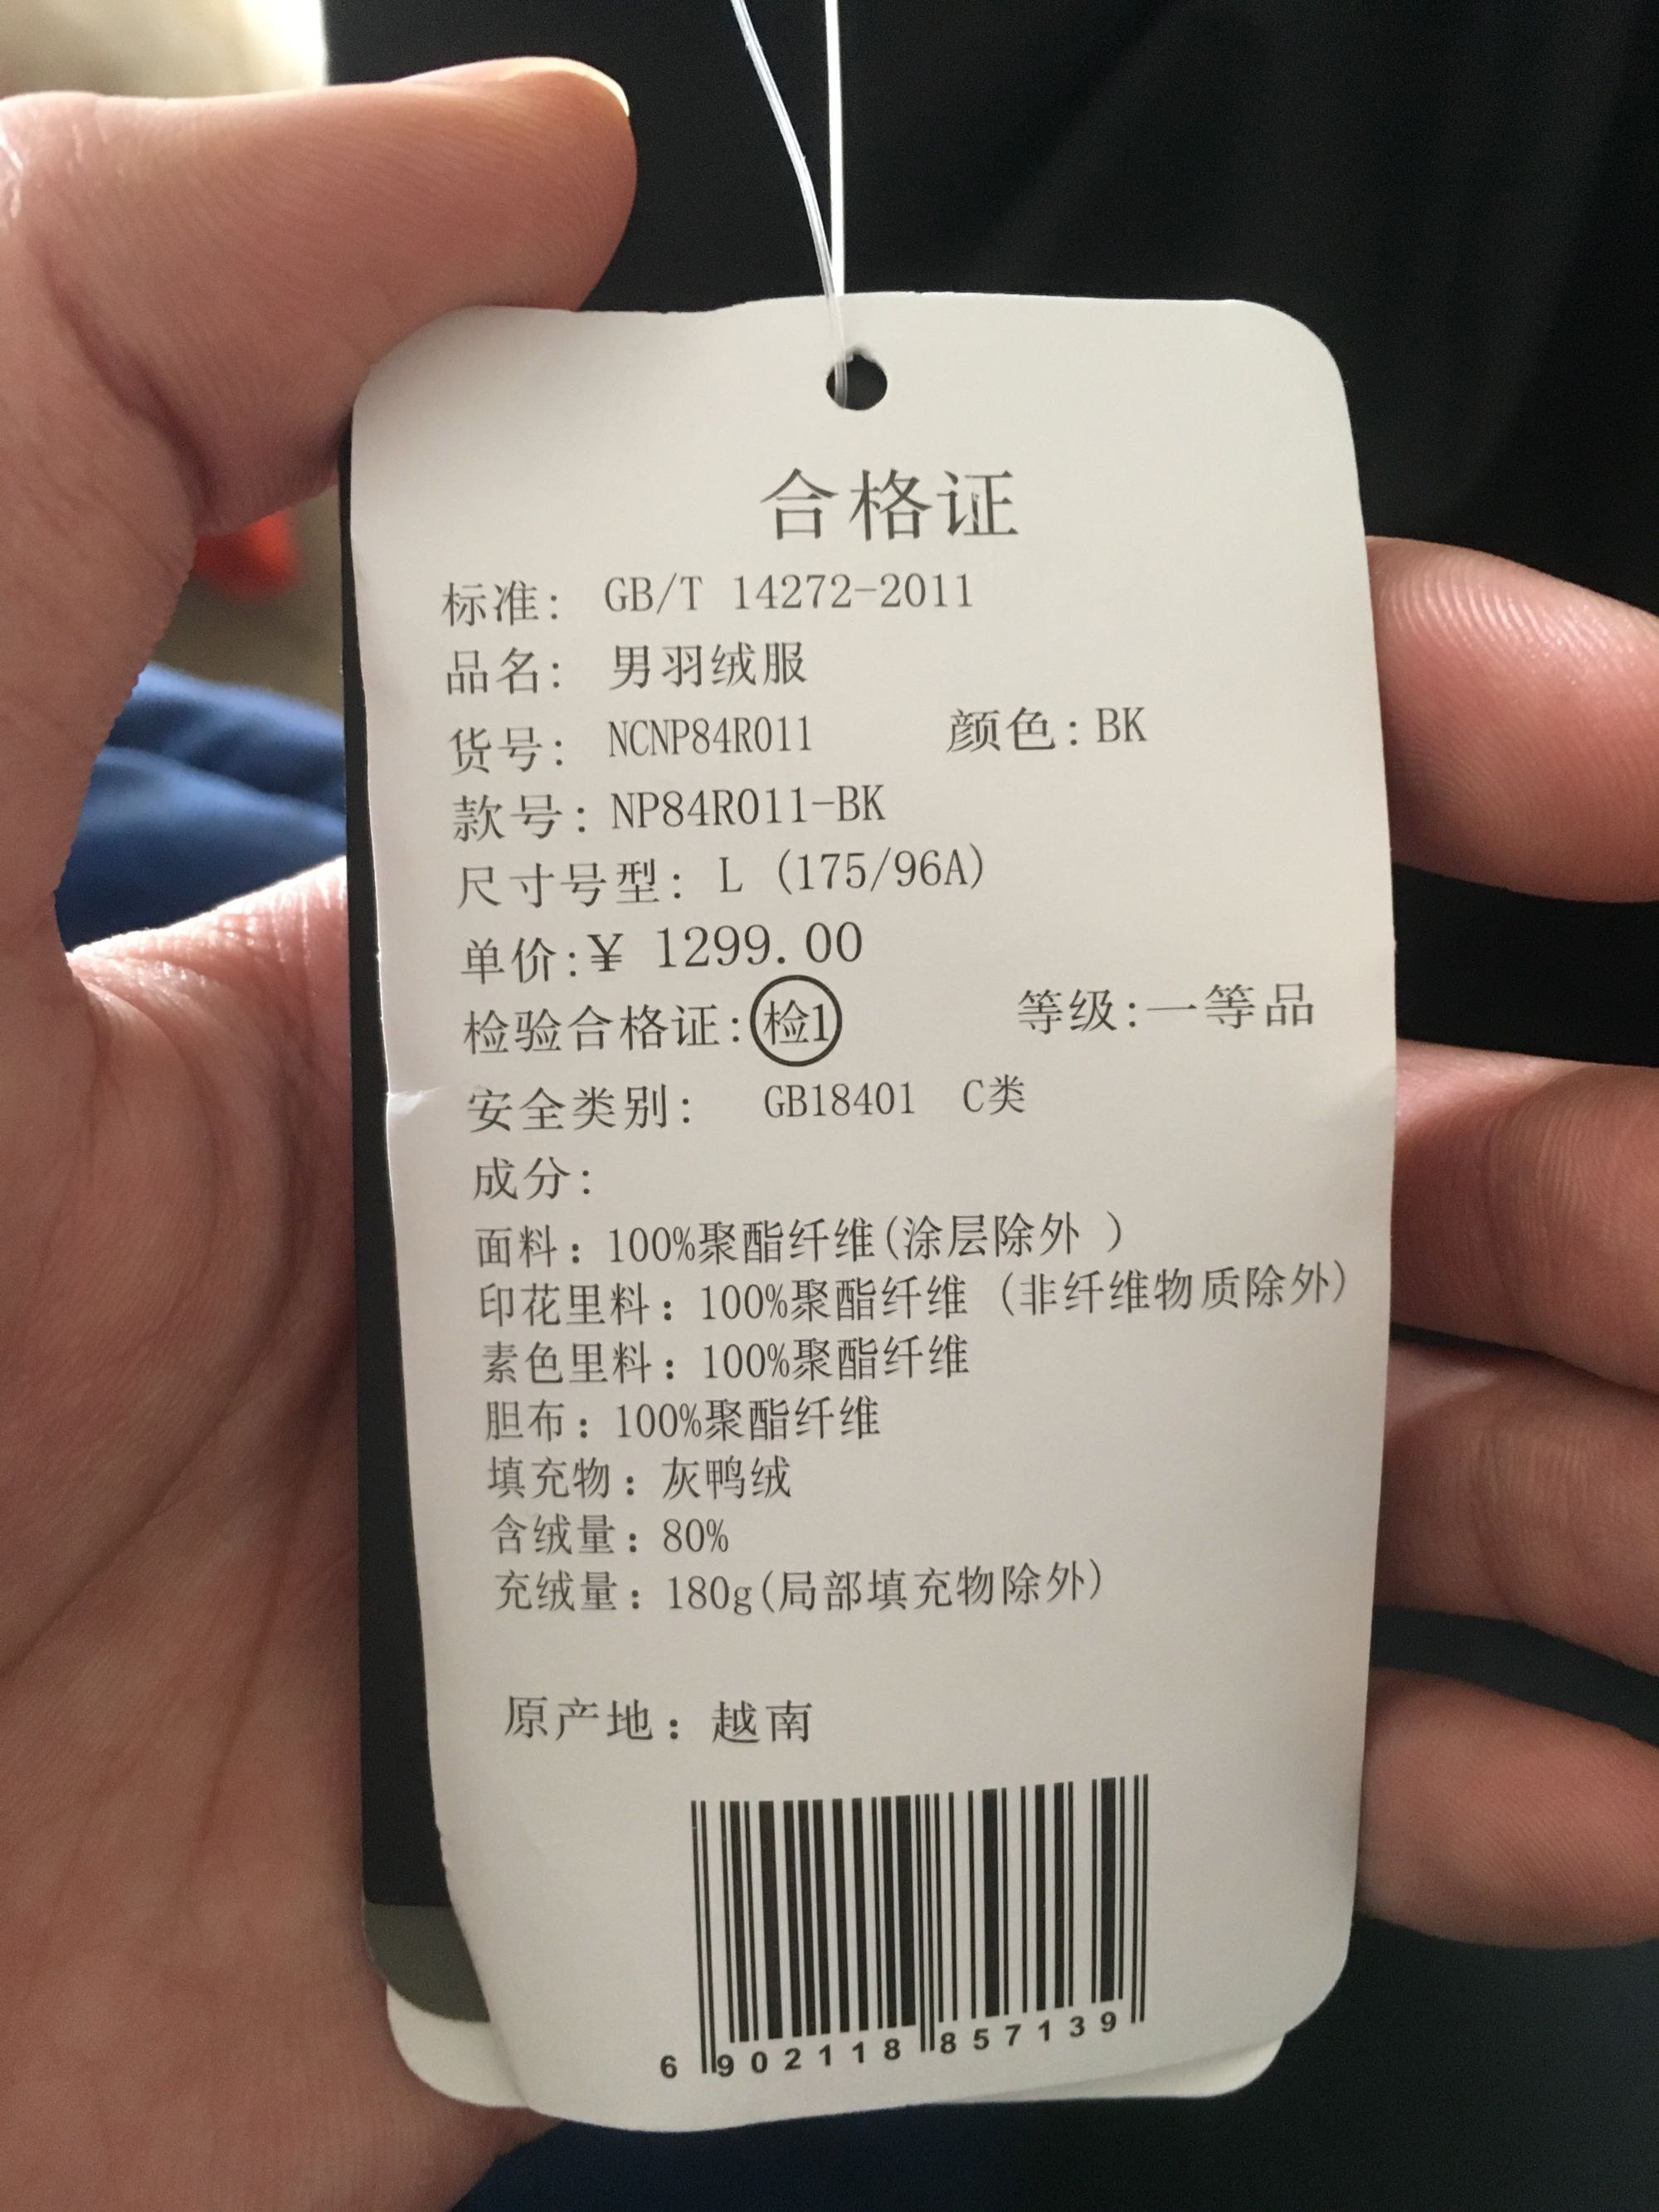 合格证
标准: GB/T 14272-2011
品名: 男羽绒服
货号: NCNP84R011 颜色:BK
款号:NP84R011-BK
尺寸号型: L (175/96A)
单价:¥ 1299.00
检验合格证:检1 等级:一等品
安全类别: GB18401 C类
成分:
面料：100%聚酯纤维(涂层除外 )
印花里料：100%聚酯纤维 (非纤维物质除外)
素色里料：100%聚酯纤维
胆布：100%聚酯纤维
填充物：灰鸭绒
含绒量：80%
充绒量：180g(局部填充物除外)
原产地：越南
6 902118 857139